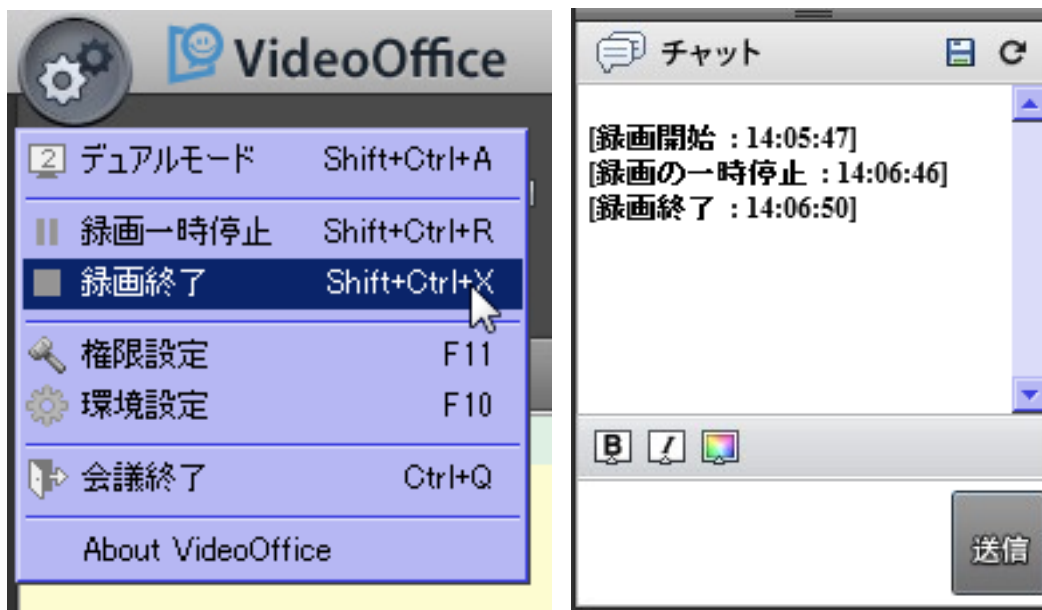 VideoOffice
2 デュアルモード Shift+Ctrl+A
録画一時停止 Shift+Ctrl+R
録画終了 Shift+Ctrl+X
権限設定 F11
環境設定 F10
会議終了 Ctrl+Q
About VideoOffice
チャット
[録画開始 : 14:05:47]
[録画の一時停止 : 14:06:46]
[録画終了 : 14:06:50]
B I
送信